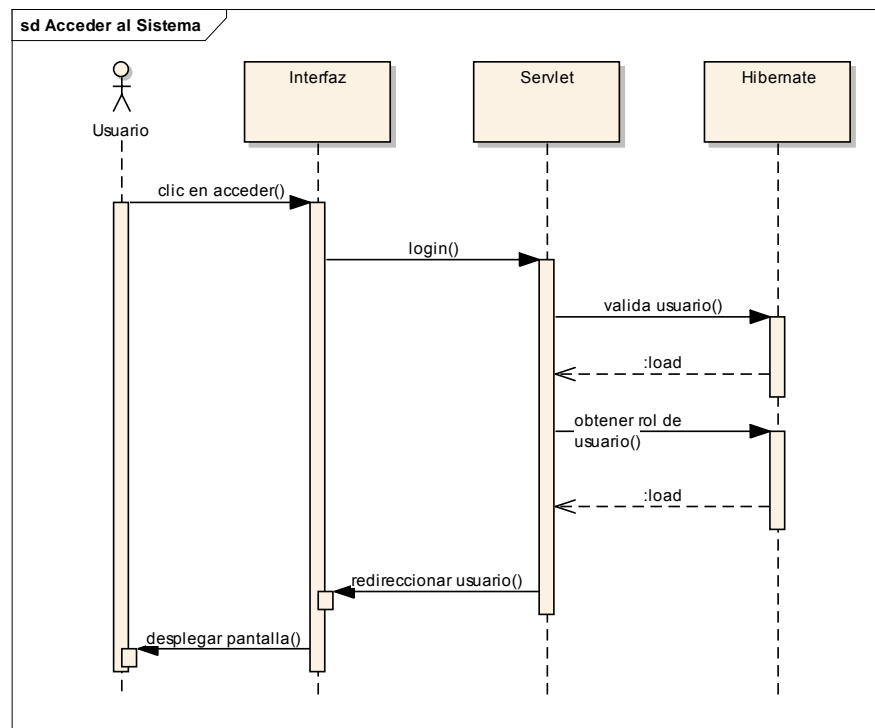 sd Acceder al Sistema
Usuario
Interfaz
Servlet
Hibernate
clic en acceder()
login()
valida usuario()
:load
obtener rol de
usuario()
:load
redireccionar usuario()
desplegar pantalla()